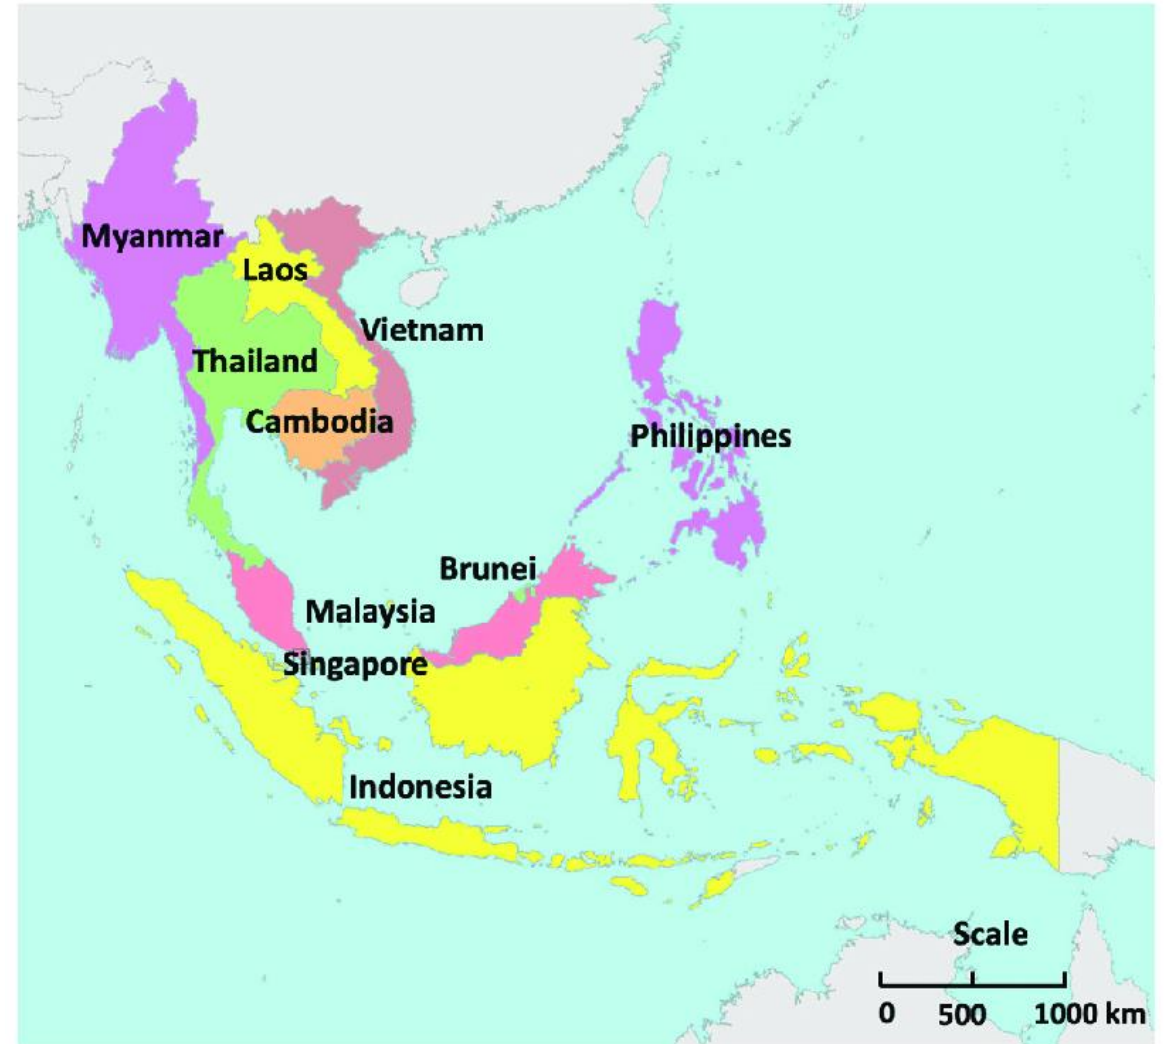 Myanmar
Laos
Vietnam
Thailand
Cambodia
Philippines
Brunei
Malaysia
Singapore
Indonesia
Scale
0 500 1000 km